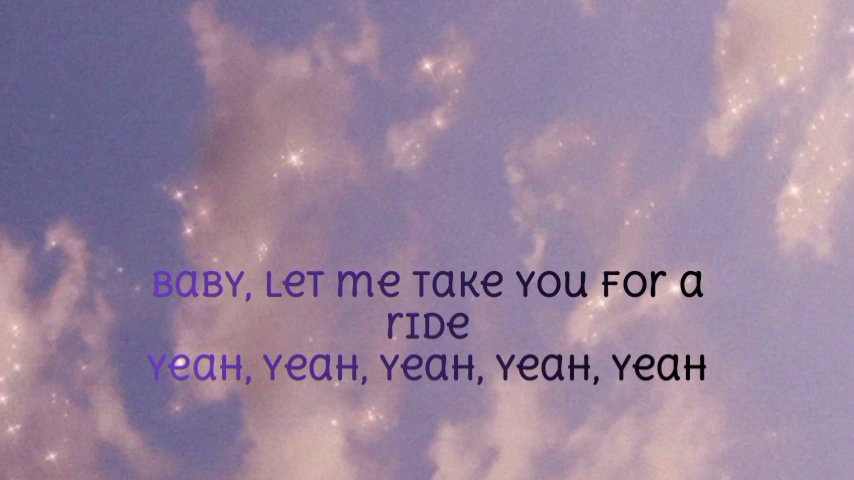 Baby, Let me Take you For a
ride
Yeah, Yeah, Yeah, Yeah, Yeah